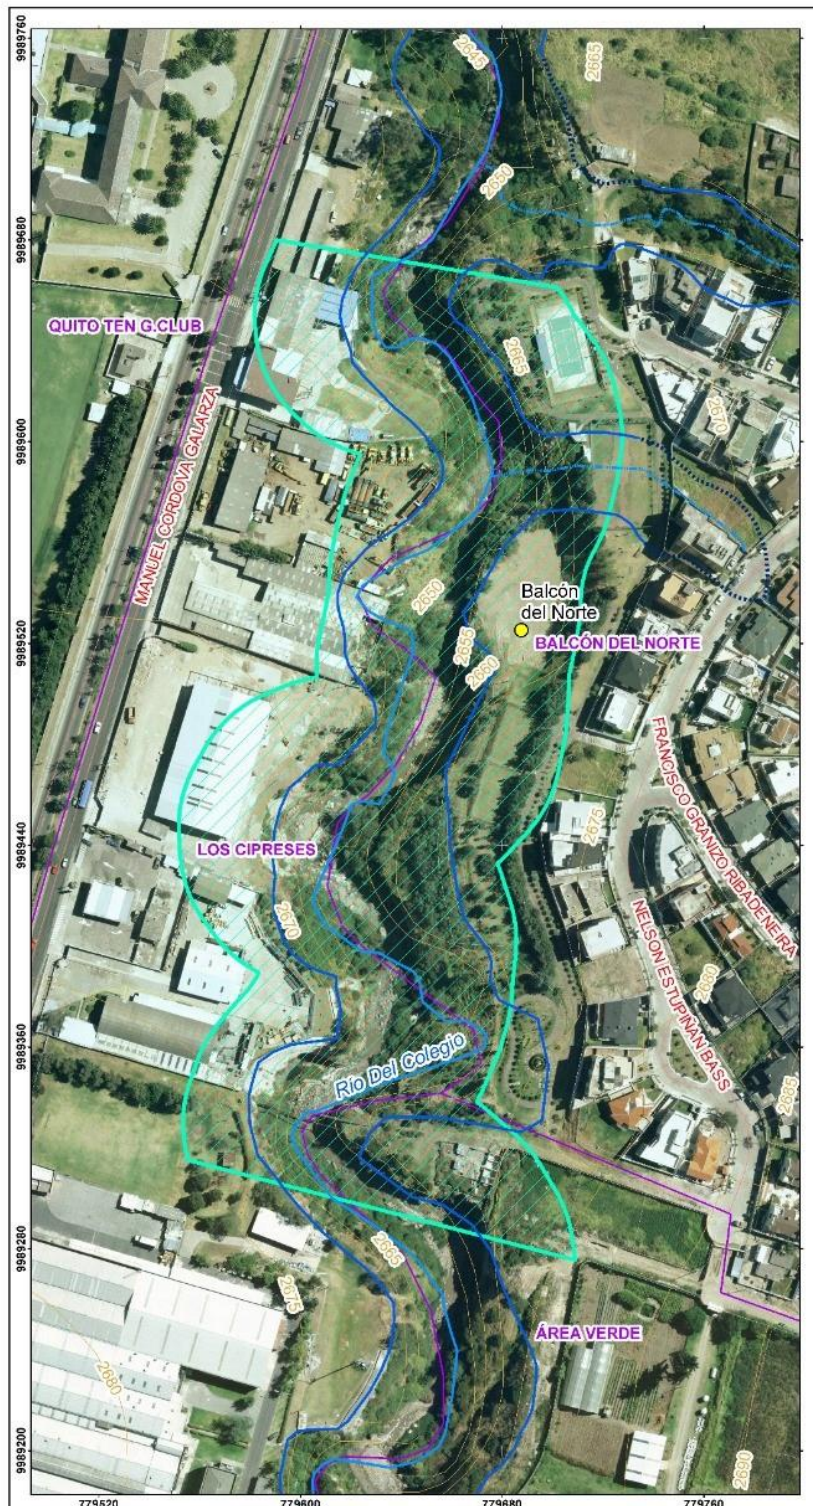 9989760
2645
2665
2650
9989680
QUITO TEN G.CLUB
2665
MANUEL CORDOVA GALARZA
2670
9989600
2650
Balcón
del Norte
9989520
BALCÓN DEL NORTE
2655
2660
FRANCISCO GRANIZO RIBADENEIRA
2675
9989440
LOS CIPRESES
2670
NELSON ESTUPIÑAN BASS
2680
9989360
Río Del Colegio
2685
9989280
2665
2675
ÁREA VERDE
2680
9989200
2690
779520
779600
779680
779760